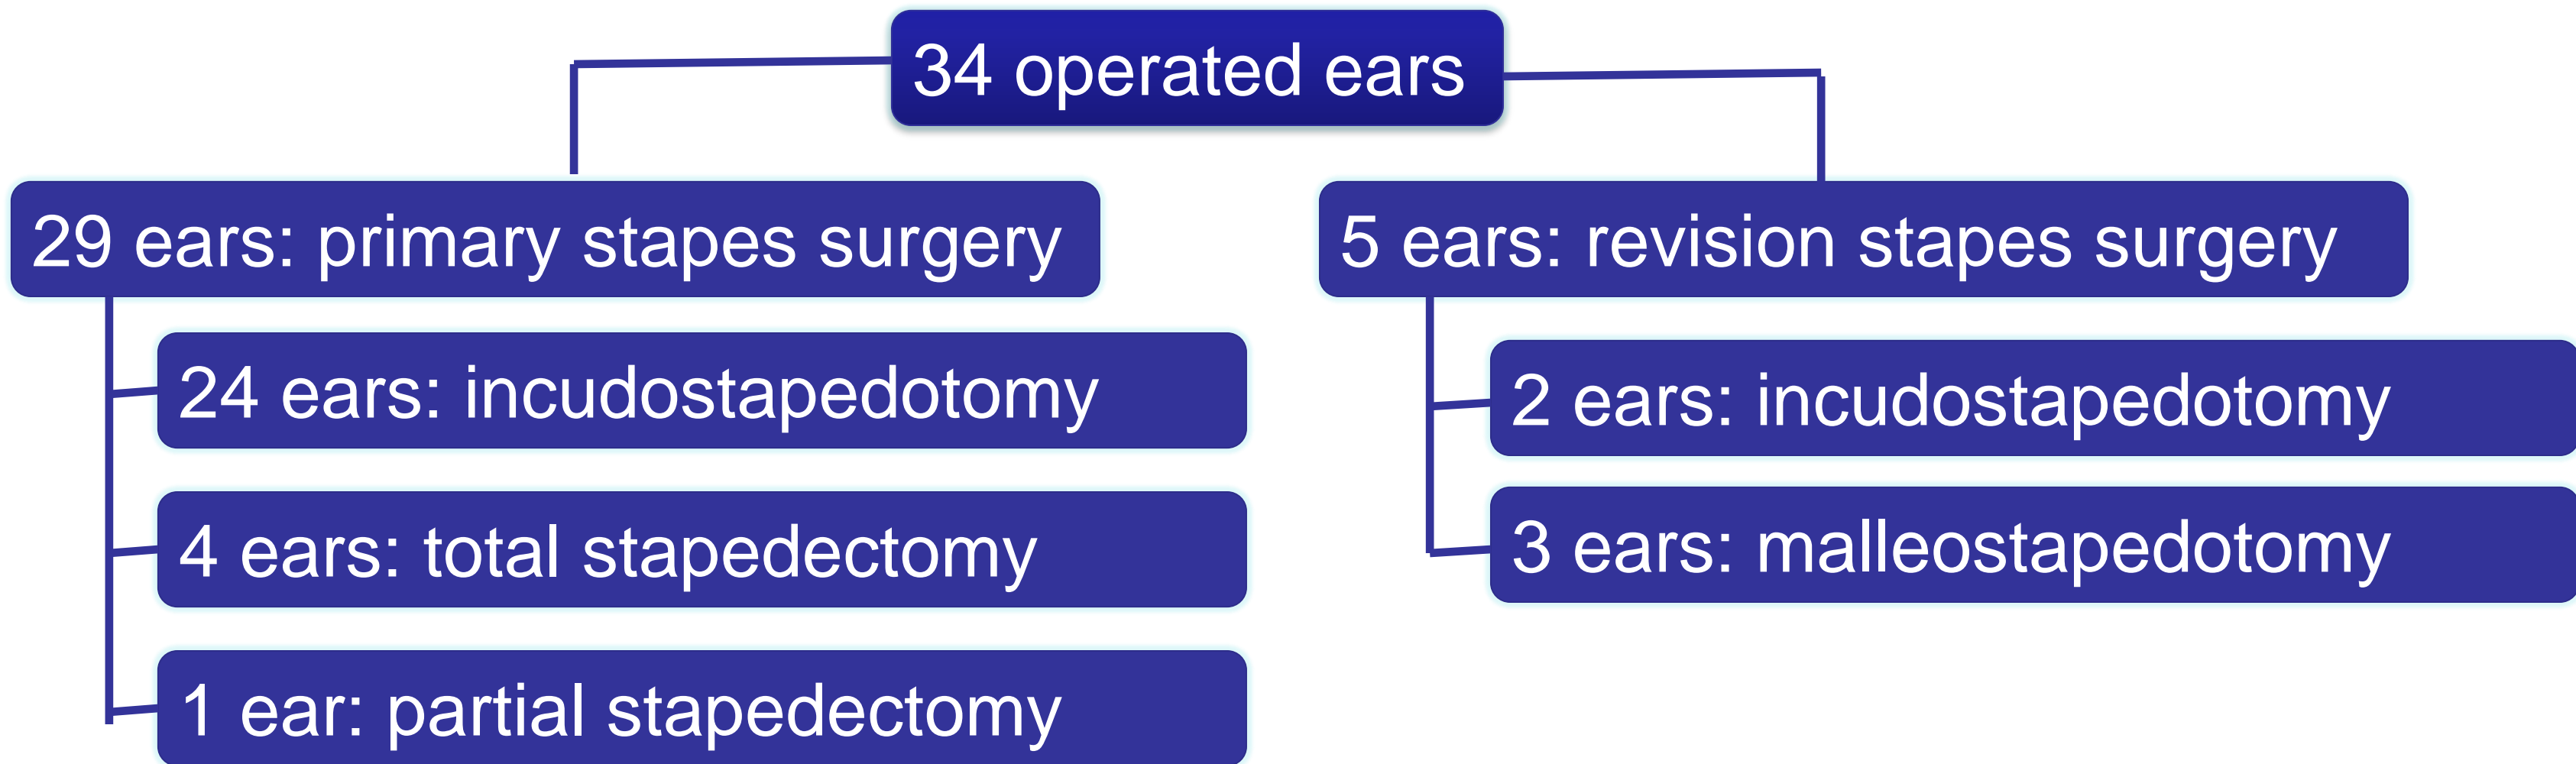 34 operated ears
29 ears: primary stapes surgery
24 ears: incudostapedotomy
4 ears: total stapedectomy
1 ear: partial stapedectomy
5 ears: revision stapes surgery
2 ears: incudostapedotomy
3 ears: malleostapedotomy